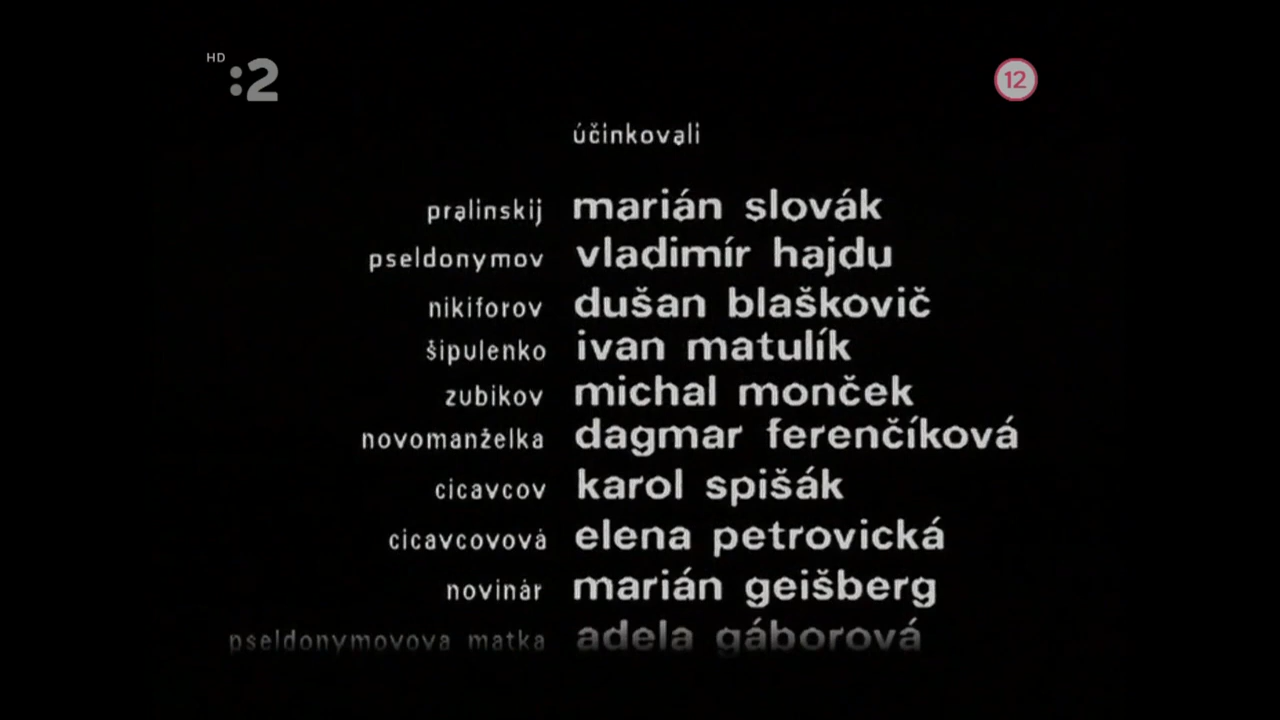 HD
:2
12
účinkovali
pralinskij marián slovák
pseldonymov vladimír hajdu
nikiforov dušan blaškovič
šipulenko ivan matulík
zubikov michal monček
novomanželka dagmar ferenčíková
cicavcov karol spišák
cicavcovová elena petrovická
novinár marián geišberg
pseldonymovova matka adela gáborová